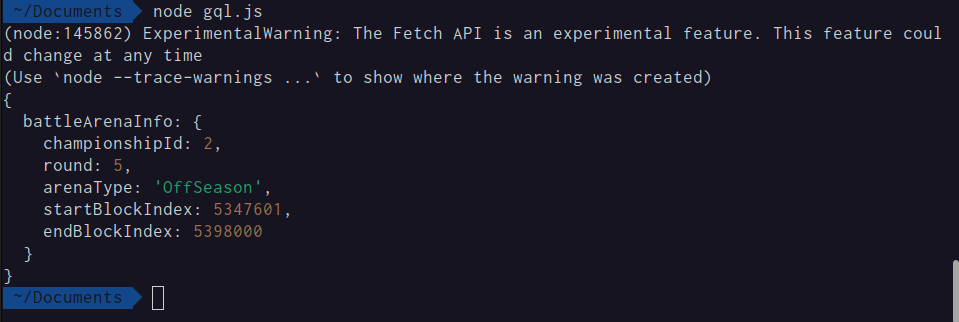 ~/Documents node gql.js
(node:145862) ExperimentalWarning: The Fetch API is an experimental feature. This feature coul
d change at any time
(Use `node --trace-warnings ...` to show where the warning was created)
{
  battleArenaInfo: {
    championshipId: 2,
    round: 5,
    arenaType: 'OffSeason',
    startBlockIndex: 5347601,
    endBlockIndex: 5398000
  }
}
~/Documents